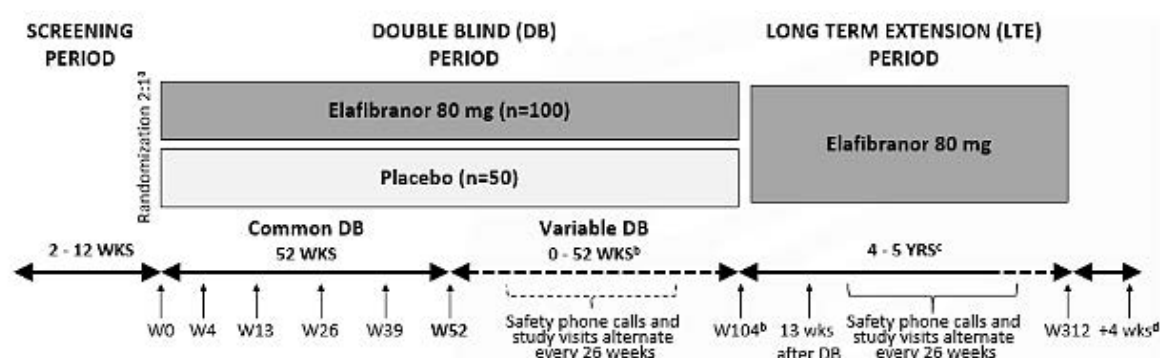 SCREENING
PERIOD
DOUBLE BLIND (DB)
PERIOD
LONG TERM EXTENSION (LTE)
PERIOD
Randomization 2:1ᵃ
Elafibranor 80 mg (n=100)
Placebo (n=50)
Elafibranor 80 mg
Common DB
52 WKS
Variable DB
0 - 52 WKSᵇ
2 - 12 WKS
4 - 5 YRSᶜ
W0
W4
W13
W26
W39
W52
Safety phone calls and
study visits alternate
every 26 weeks
W104ᵇ
13 wks
after DB
Safety phone calls and
study visits alternate
every 26 weeks
W312
+4 wksᵈ